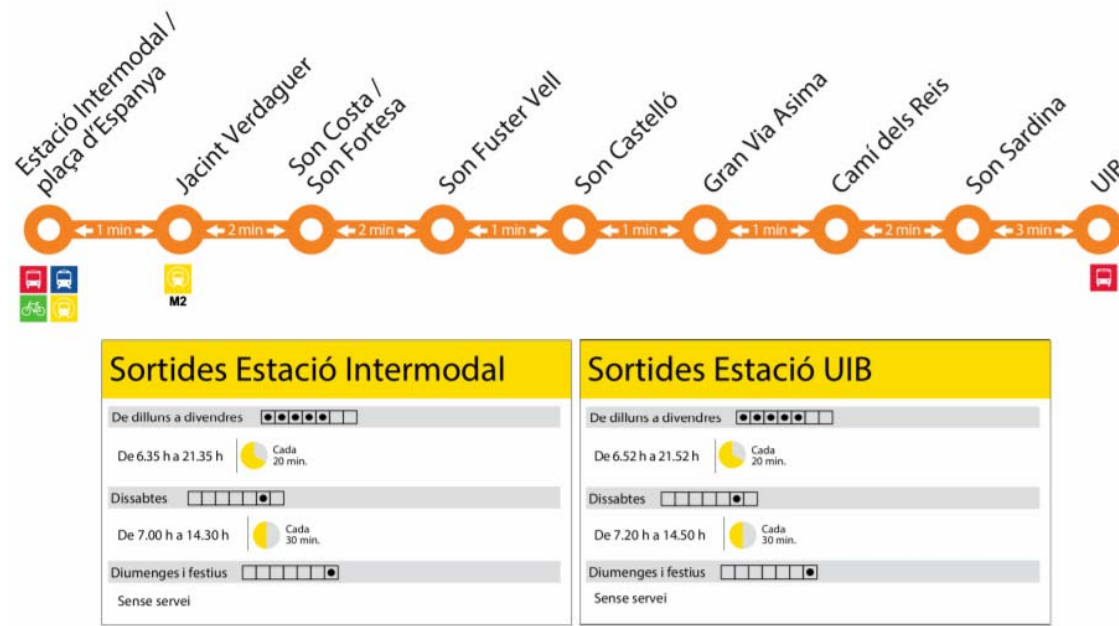 Estació Intermodal /
plaça d'Espanya
Jacint Verdaguer
Son Costa /
Son Fortesa
Son Fuster Vell
Son Castelló
Gran Via Asima
Camí dels Reis
Son Sardina
UIB
1 min
2 min
2 min
1 min
1 min
1 min
2 min
3 min
M2
Sortides Estació Intermodal
De dilluns a divendres
De 6.35 h a 21.35 h
Cada
20 min.
Dissabtes
De 7.00 h a 14.30 h
Cada
30 min.
Diumenges i festius
Sense servei
Sortides Estació UIB
De dilluns a divendres
De 6.52 h a 21.52 h
Cada
20 min.
Dissabtes
De 7.20 h a 14.50 h
Cada
30 min.
Diumenges i festius
Sense servei